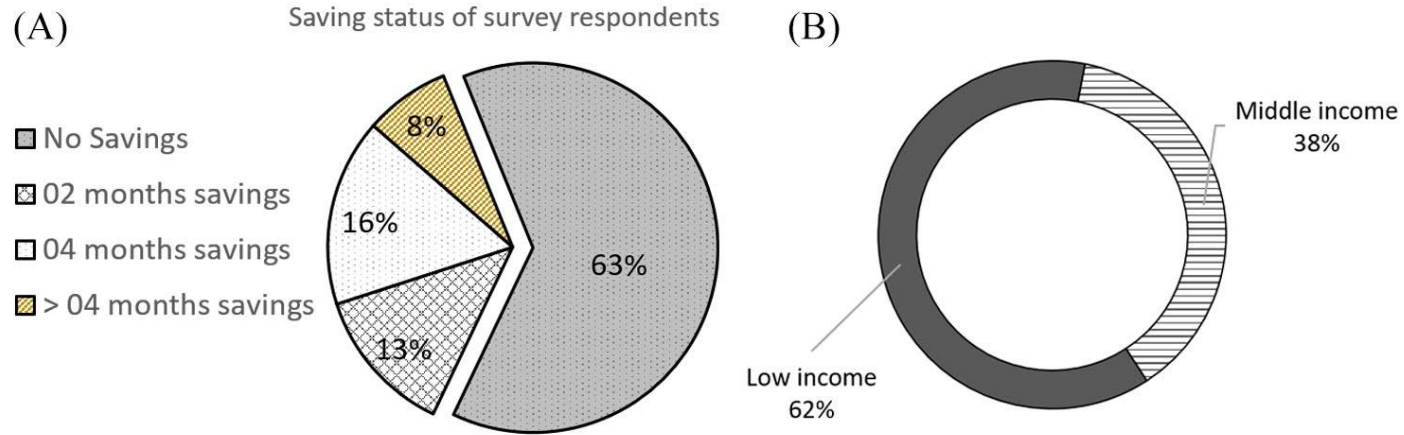 (A)
Saving status of survey respondents
No Savings
02 months savings
04 months savings
> 04 months savings
8%
16%
13%
63%
(B)
Middle income
38%
Low income
62%